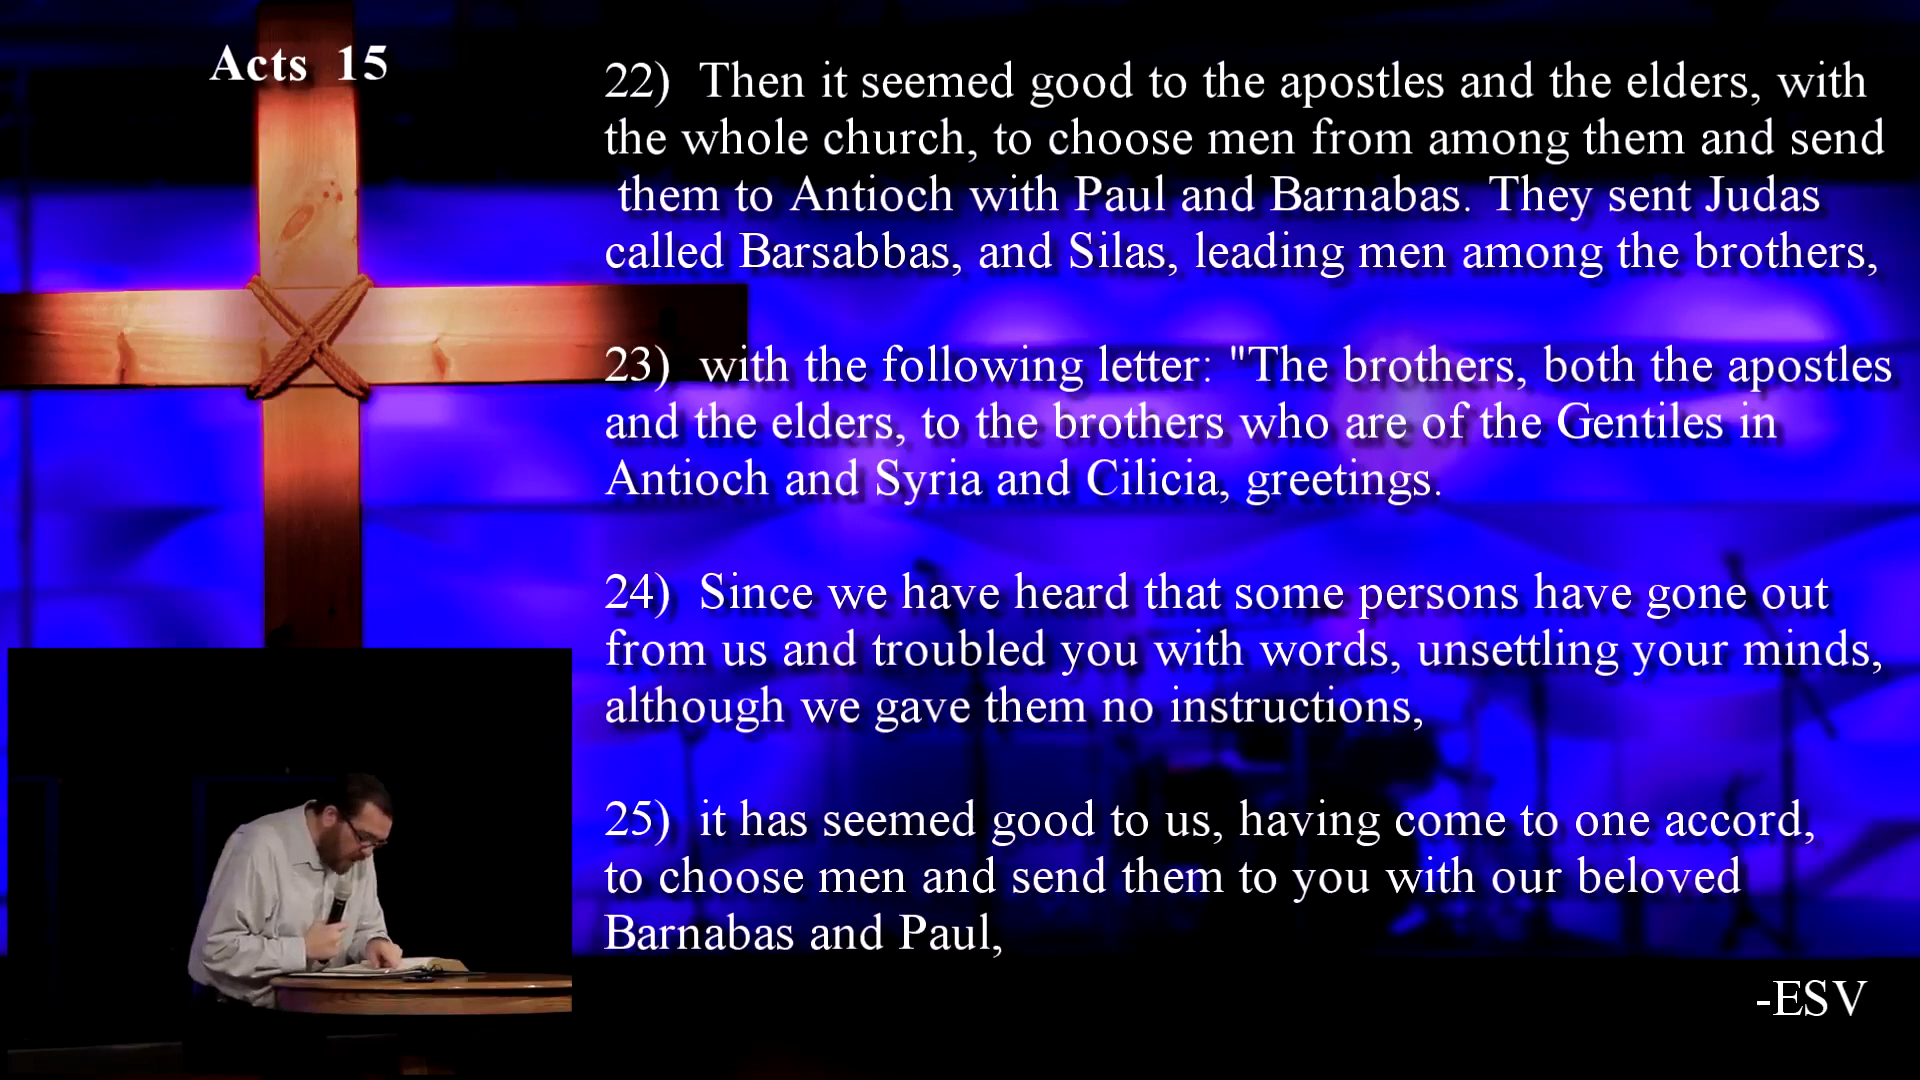 Acts 15
22) Then it seemed good to the apostles and the elders, with
the whole church, to choose men from among them and send
them to Antioch with Paul and Barnabas. They sent Judas
called Barsabbas, and Silas, leading men among the brothers,
23) with the following letter: "The brothers, both the apostles
and the elders, to the brothers who are of the Gentiles in
Antioch and Syria and Cilicia, greetings.
24) Since we have heard that some persons have gone out
from us and troubled you with words, unsettling your minds,
although we gave them no instructions,
25) it has seemed good to us, having come to one accord,
to choose men and send them to you with our beloved
Barnabas and Paul,
-ESV